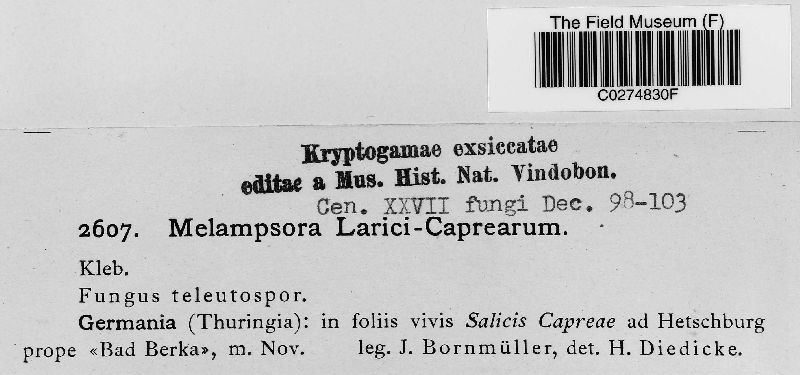 The Field Museum (F)
C0274830F
Kryptogamae exsiccatae
editae a Mus. Hist. Nat. Vindobon.
Cen. XXVII fungi Dec. 98-103
2607. Melampsora Larici-Caprearum.
Kleb.
Fungus teleutospor.
Germania (Thuringia): in foliis vivis Salicis Capreae ad Hetschburg
prope «Bad Berka», m. Nov. leg. J. Bornmüller, det. H. Diedicke.